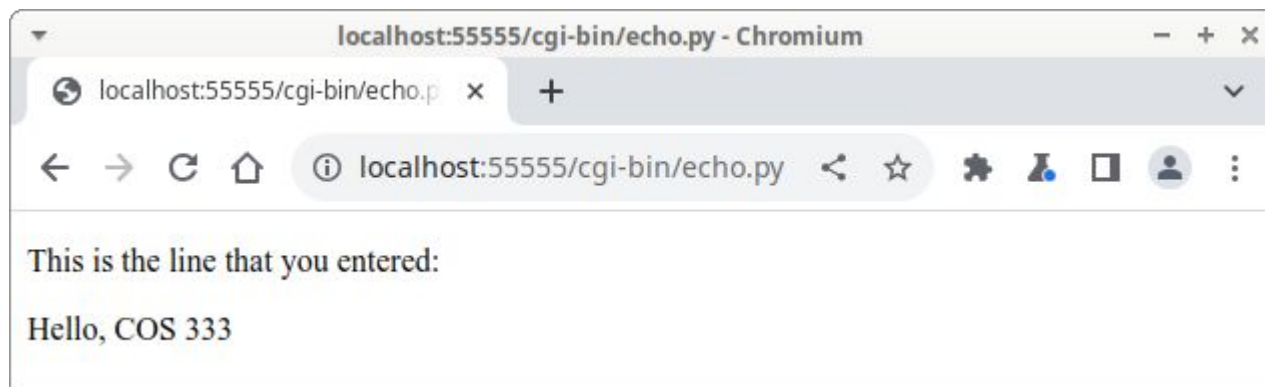 localhost:55555/cgi-bin/echo.py - Chromium
localhost:55555/cgi-bin/echo.p
localhost:55555/cgi-bin/echo.py
This is the line that you entered:
Hello, COS 333